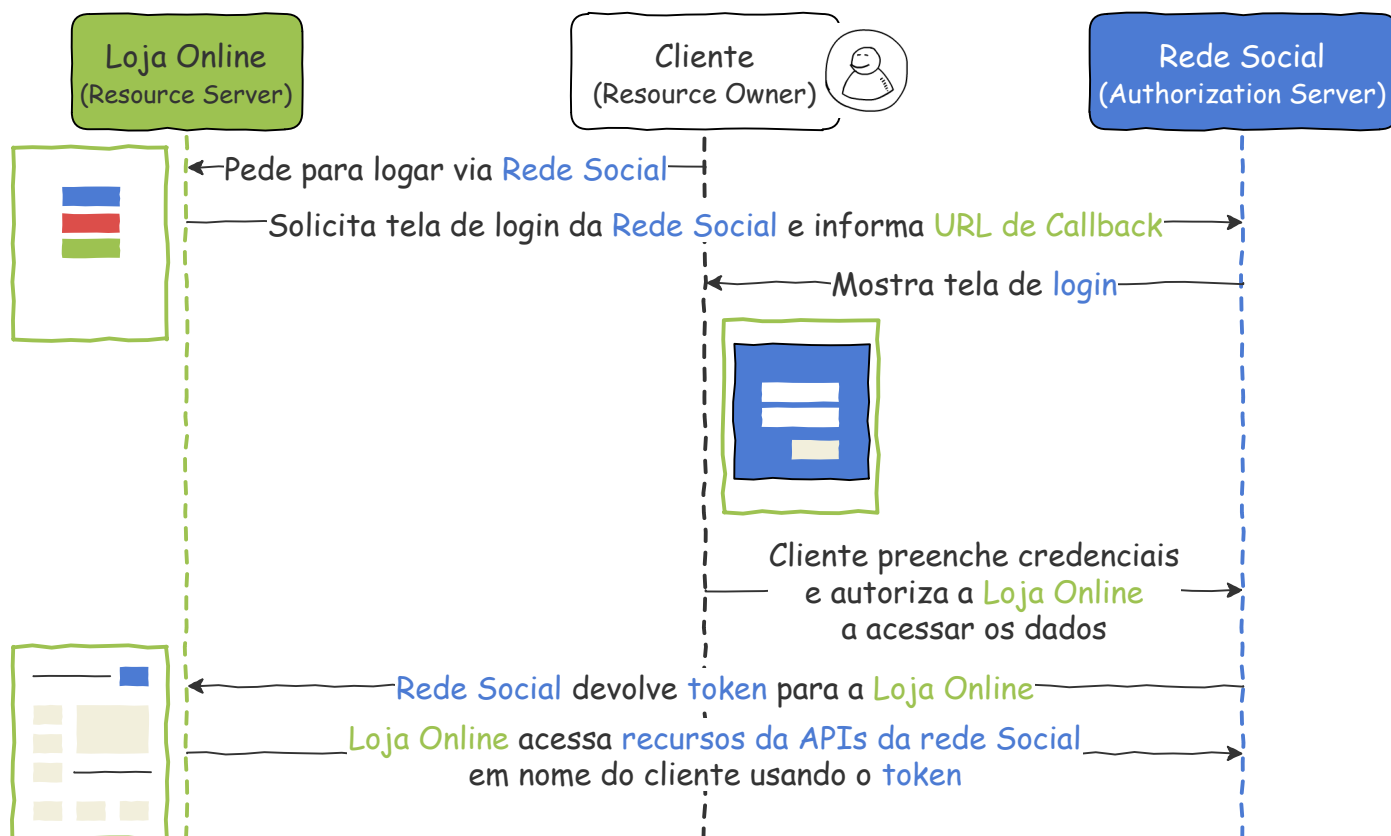 Loja Online
(Resource Server)
Cliente
(Resource Owner)
Rede Social
(Authorization Server)
Pede para logar via Rede Social
Solicita tela de login da Rede Social e informa URL de Callback
Mostra tela de login
Cliente preenche credenciais
e autoriza a Loja Online
a acessar os dados
Rede Social devolve token para a Loja Online
Loja Online acessa recursos da APIs da rede Social
em nome do cliente usando o token